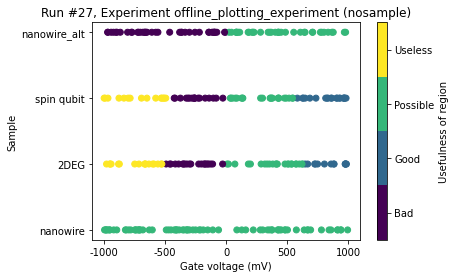 Run #27, Experiment offline_plotting_experiment (nosample)
nanowire_alt
spin qubit
2DEG
nanowire
Sample
-1000
-500
0
500
1000
Gate voltage (mV)
Useless
Possible
Good
Bad
Usefulness of region